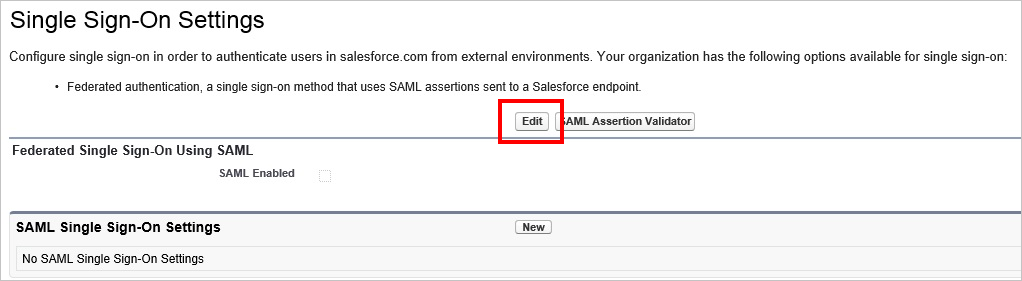 Single Sign-On Settings
Configure single sign-on in order to authenticate users in salesforce.com from external environments. Your organization has the following options available for single sign-on:
• Federated authentication, a single sign-on method that uses SAML assertions sent to a Salesforce endpoint.
Edit SAML Assertion Validator
Federated Single Sign-On Using SAML
SAML Enabled
SAML Single Sign-On Settings New
No SAML Single Sign-On Settings